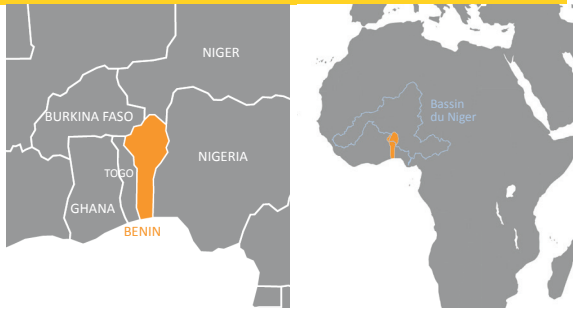 NIGER
BURKINA FASO
NIGERIA
TOGO
GHANA
BENIN
Bassin
du Niger